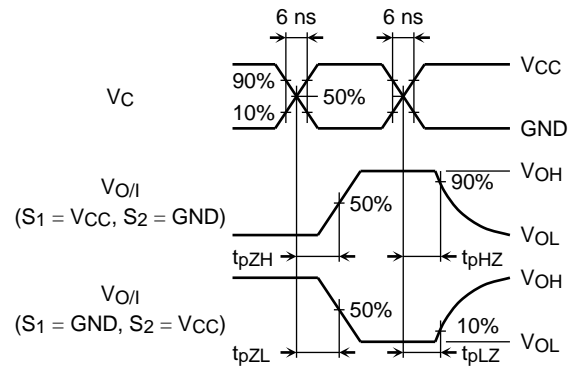 6 ns 6 ns
VCC
90%
VC 50%
10%
GND
VOH
VO/I 90%
50%
(S1 = VCC, S2 = GND)
VOL
tpZH tpHZ
VOH
VO/I
50%
(S1 = GND, S2 = VCC) 10%
VOL
tpZL tpLZ